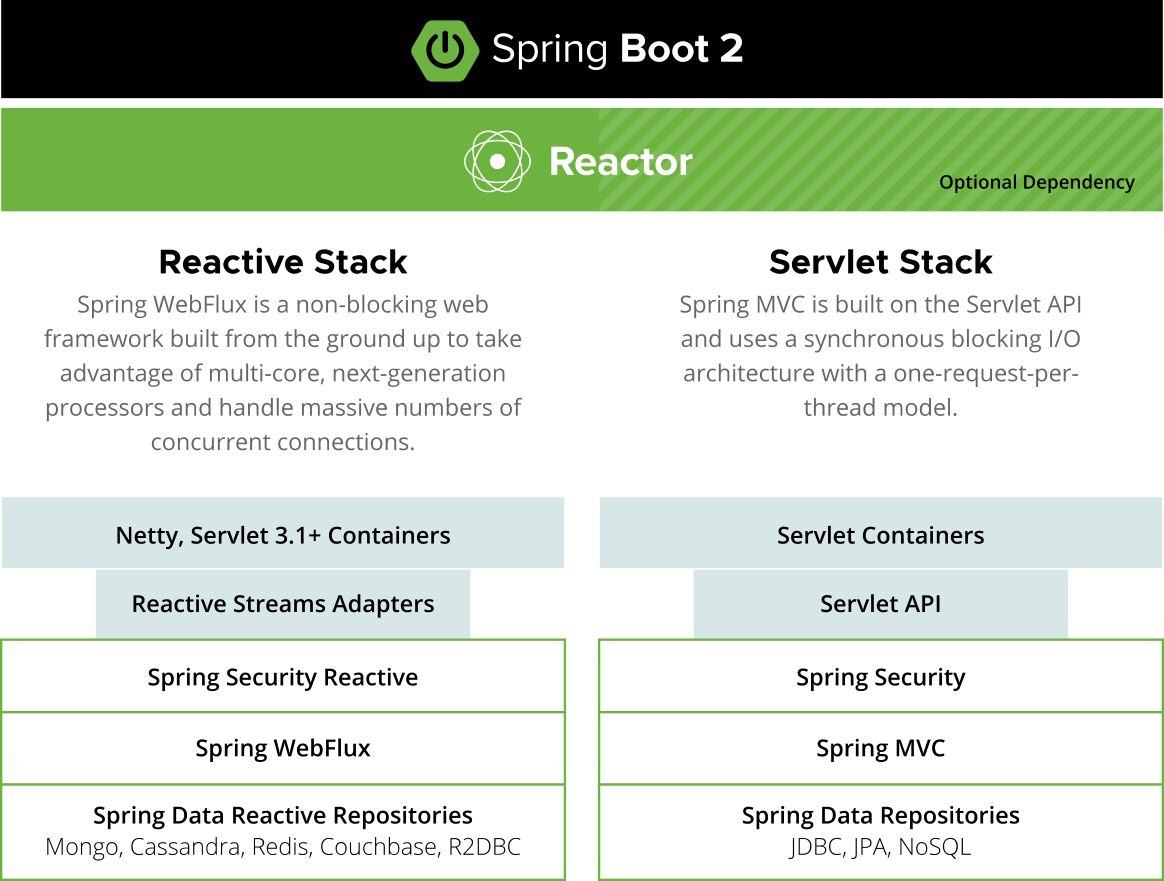 Spring Boot 2
Reactor
Optional Dependency
Reactive Stack
Spring WebFlux is a non-blocking web
framework built from the ground up to take
advantage of multi-core, next-generation
processors and handle massive numbers of
concurrent connections.
Servlet Stack
Spring MVC is built on the Servlet API
and uses a synchronous blocking I/O
architecture with a one-request-per-
thread model.
Netty, Servlet 3.1+ Containers
Reactive Streams Adapters
Spring Security Reactive
Spring WebFlux
Spring Data Reactive Repositories
Mongo, Cassandra, Redis, Couchbase, R2DBC
Servlet Containers
Servlet API
Spring Security
Spring MVC
Spring Data Repositories
JDBC, JPA, NoSQL